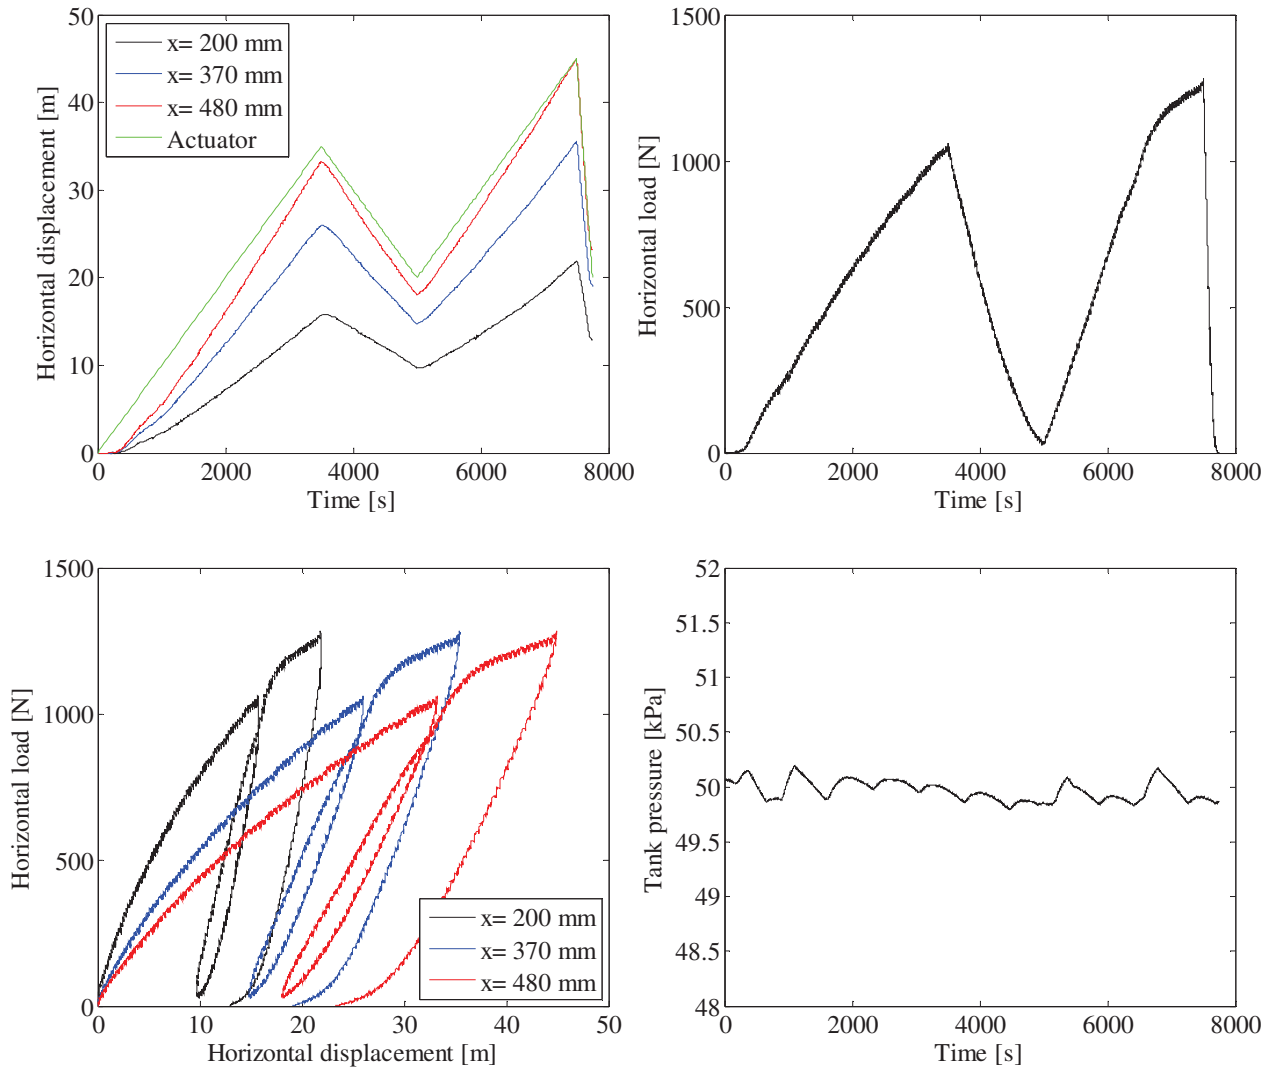 50
40
30
20
10
0
0
2000
4000
6000
8000
Horizontal displacement [m]
Time [s]
x= 200 mm
x= 370 mm
x= 480 mm
Actuator
1500
1000
500
0
0
2000
4000
6000
8000
Horizontal load [N]
Time [s]
1500
1000
500
0
0
10
20
30
40
50
Horizontal load [N]
Horizontal displacement [m]
x= 200 mm
x= 370 mm
x= 480 mm
52
51.5
51
50.5
50
49.5
49
48.5
48
0
2000
4000
6000
8000
Tank pressure [kPa]
Time [s]